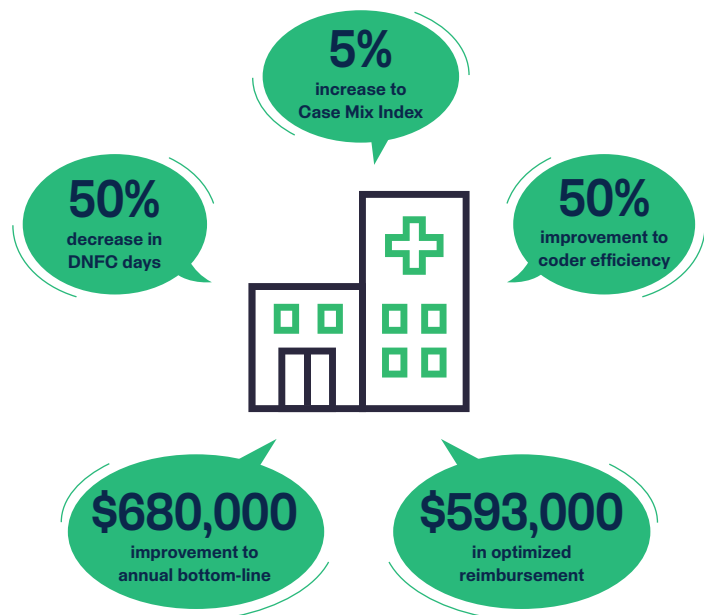 5%
increase to
Case Mix Index
50%
decrease in
DNFC days
50%
improvement to
coder efficiency
$680,000
improvement to
annual bottom-line
$593,000
in optimized
reimbursement